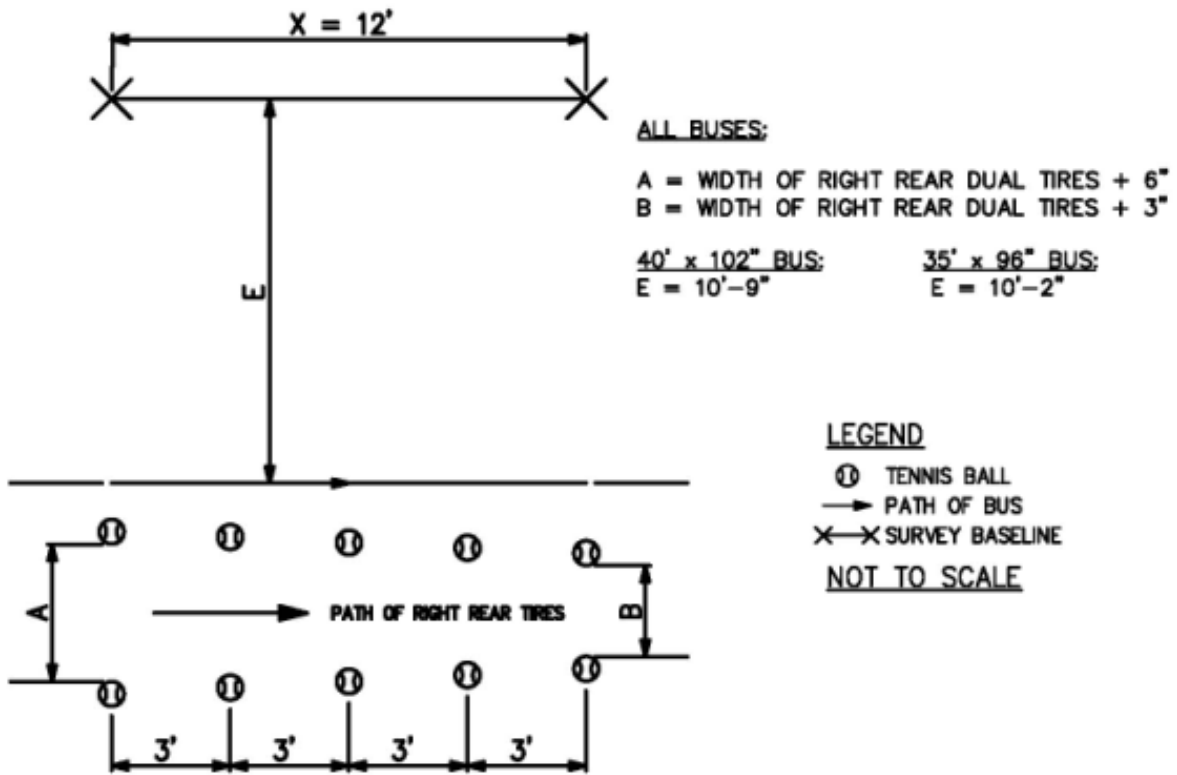 X = 12'
ALL BUSES:
A = WIDTH OF RIGHT REAR DUAL TIRES + 6"
B = WIDTH OF RIGHT REAR DUAL TIRES + 3"
40' x 102" BUS: 35' x 96" BUS:
E = 10'-9" E = 10'-2"
E
LEGEND
TENNIS BALL
PATH OF BUS
SURVEY BASELINE
NOT TO SCALE
A
PATH OF RIGHT REAR TIRES
B
3' 3' 3' 3'